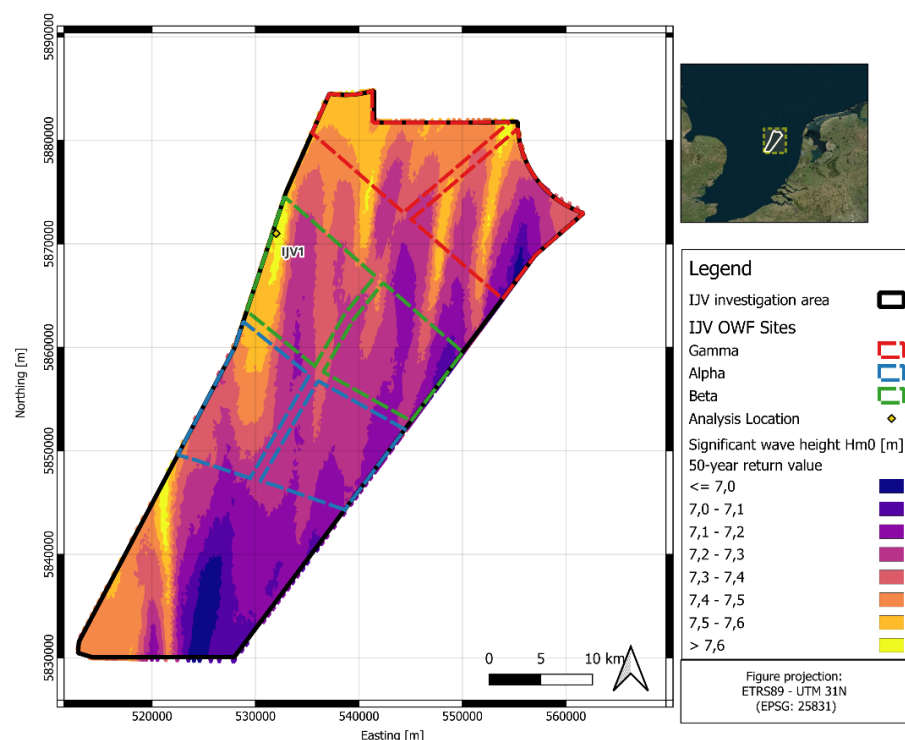 5890000
5880000
5870000
5860000
5850000
5840000
5830000
Northing [m]
IJV1
0 5 10 km
520000 530000 540000 550000 560000
Easting [m]
Legend
IJV investigation area
IJV OWF Sites
Gamma
Alpha
Beta
Analysis Location
Significant wave height Hm0 [m]
50-year return value
<= 7,0
7,0 - 7,1
7,1 - 7,2
7,2 - 7,3
7,3 - 7,4
7,4 - 7,5
7,5 - 7,6
> 7,6
Figure projection:
ETRS89 - UTM 31N
(EPSG: 25831)